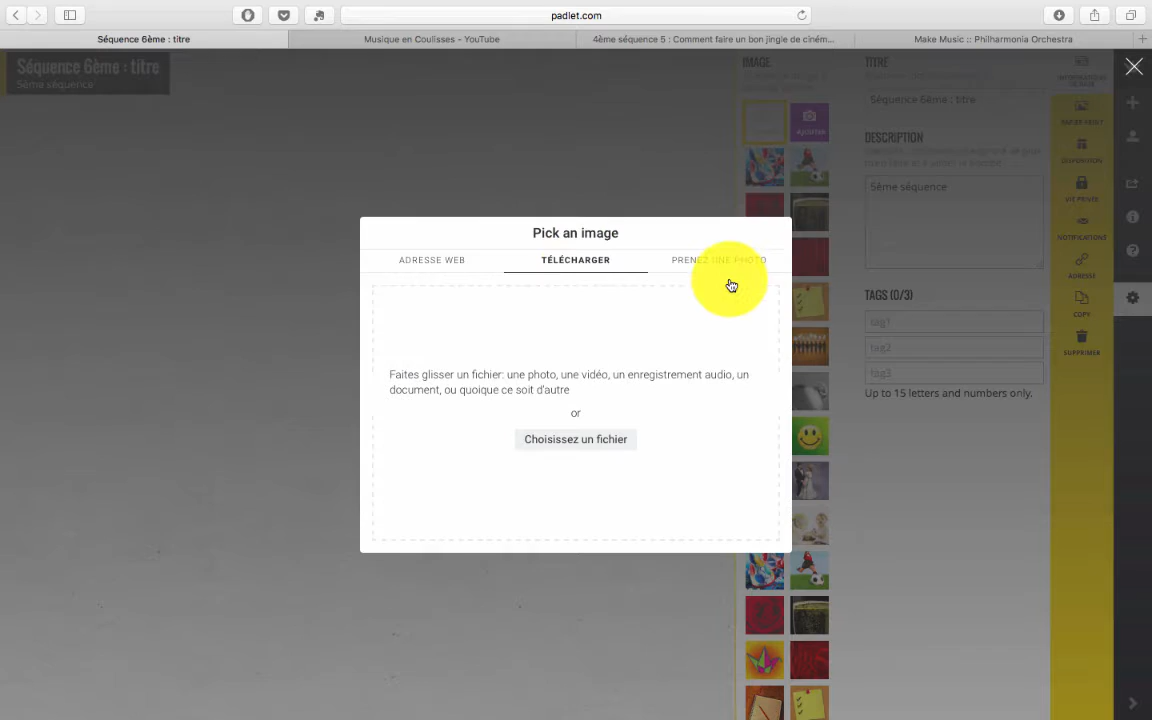 padlet.com
Séquence 6ème : titre
Musique en Coulisses - YouTube
4ème séquence 5 : Comment faire un bon jingle de ciném...
Make Music :: Philharmonia Orchestra
Séquence 6ème : titre
5ème séquence
IMAGE
AJOUTER
TITRE
Séquence 6ème : titre
DESCRIPTION
5ème séquence
TAGS (0/3)
tag1
tag2
tag3
Up to 15 letters and numbers only.
PAPIER PEINT
DISPOSITION
VIE PRIVÉE
NOTIFICATIONS
ADRESSE
COPY
SUPPRIMER
Pick an image
ADRESSE WEB
TÉLÉCHARGER
PRENEZ UNE PHOTO
Faites glisser un fichier: une photo, une vidéo, un enregistrement audio, un
document, ou quoique ce soit d'autre
or
Choisissez un fichier